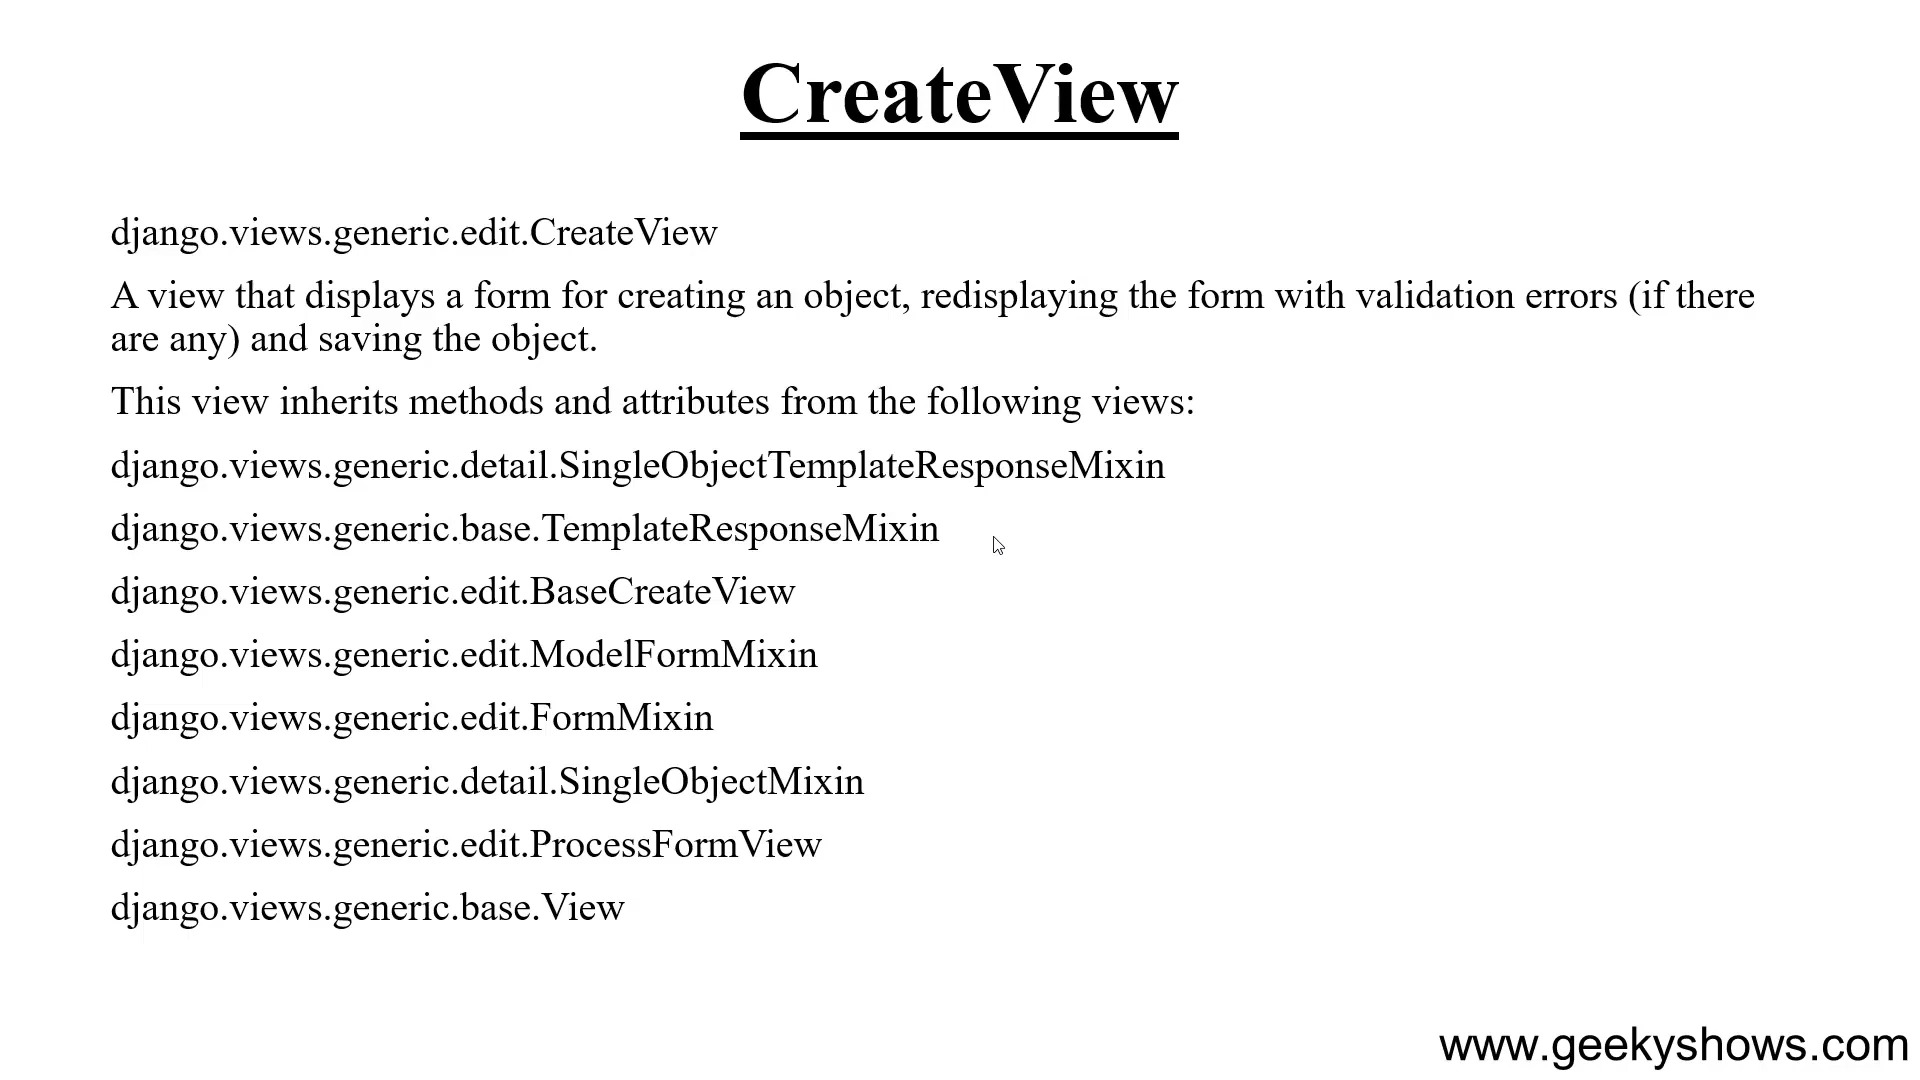 CreateView
django.views.generic.edit.CreateView
A view that displays a form for creating an object, redisplaying the form with validation errors (if there
are any) and saving the object.
This view inherits methods and attributes from the following views:
django.views.generic.detail.SingleObjectTemplateResponseMixin
django.views.generic.base.TemplateResponseMixin
django.views.generic.edit.BaseCreateView
django.views.generic.edit.ModelFormMixin
django.views.generic.edit.FormMixin
django.views.generic.detail.SingleObjectMixin
django.views.generic.edit.ProcessFormView
django.views.generic.base.View
www.geekyshows.com